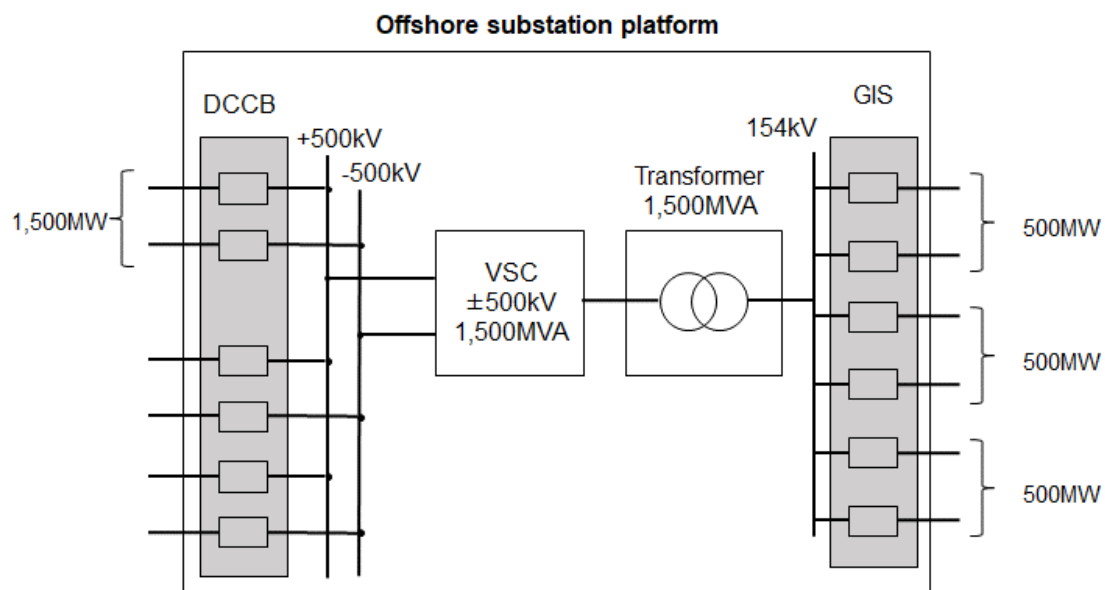 Offshore substation platform
DCCB
+500kV
-500kV
1,500MW
VSC
±500kV
1,500MVA
Transformer
1,500MVA
154kV
GIS
500MW
500MW
500MW